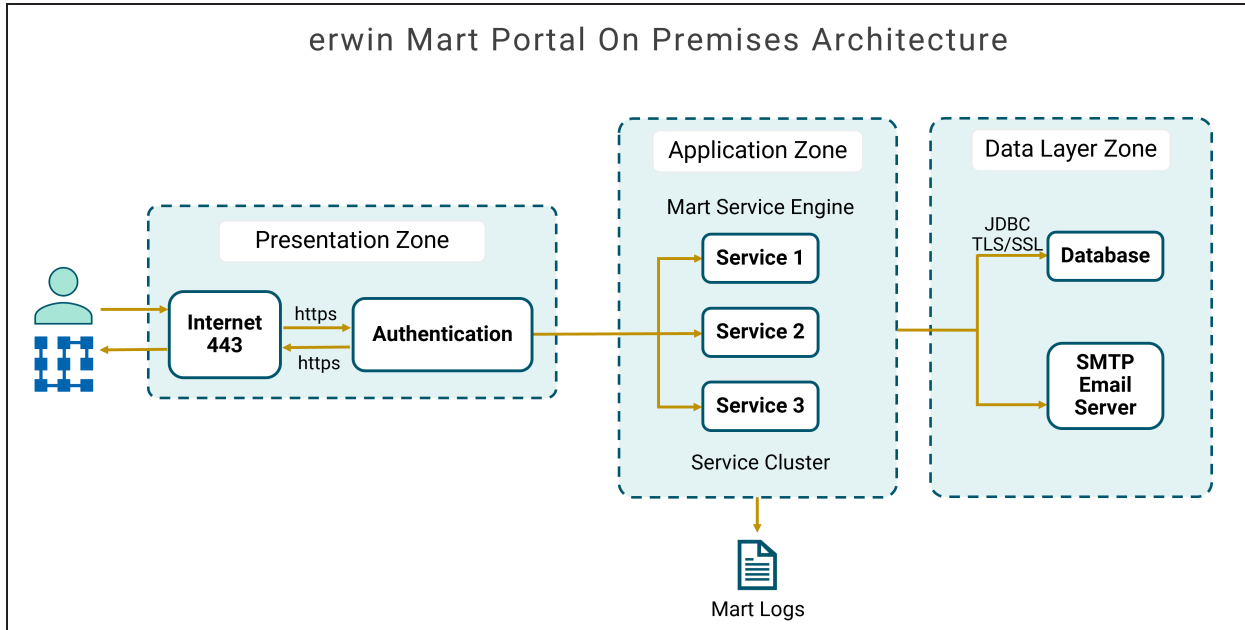 erwin Mart Portal On Premises Architecture
Presentation Zone
Internet
443
https
https
Authentication
Application Zone
Mart Service Engine
Service 1
Service 2
Service 3
Service Cluster
Mart Logs
Data Layer Zone
JDBC
TLS/SSL
Database
SMTP
Email
Server